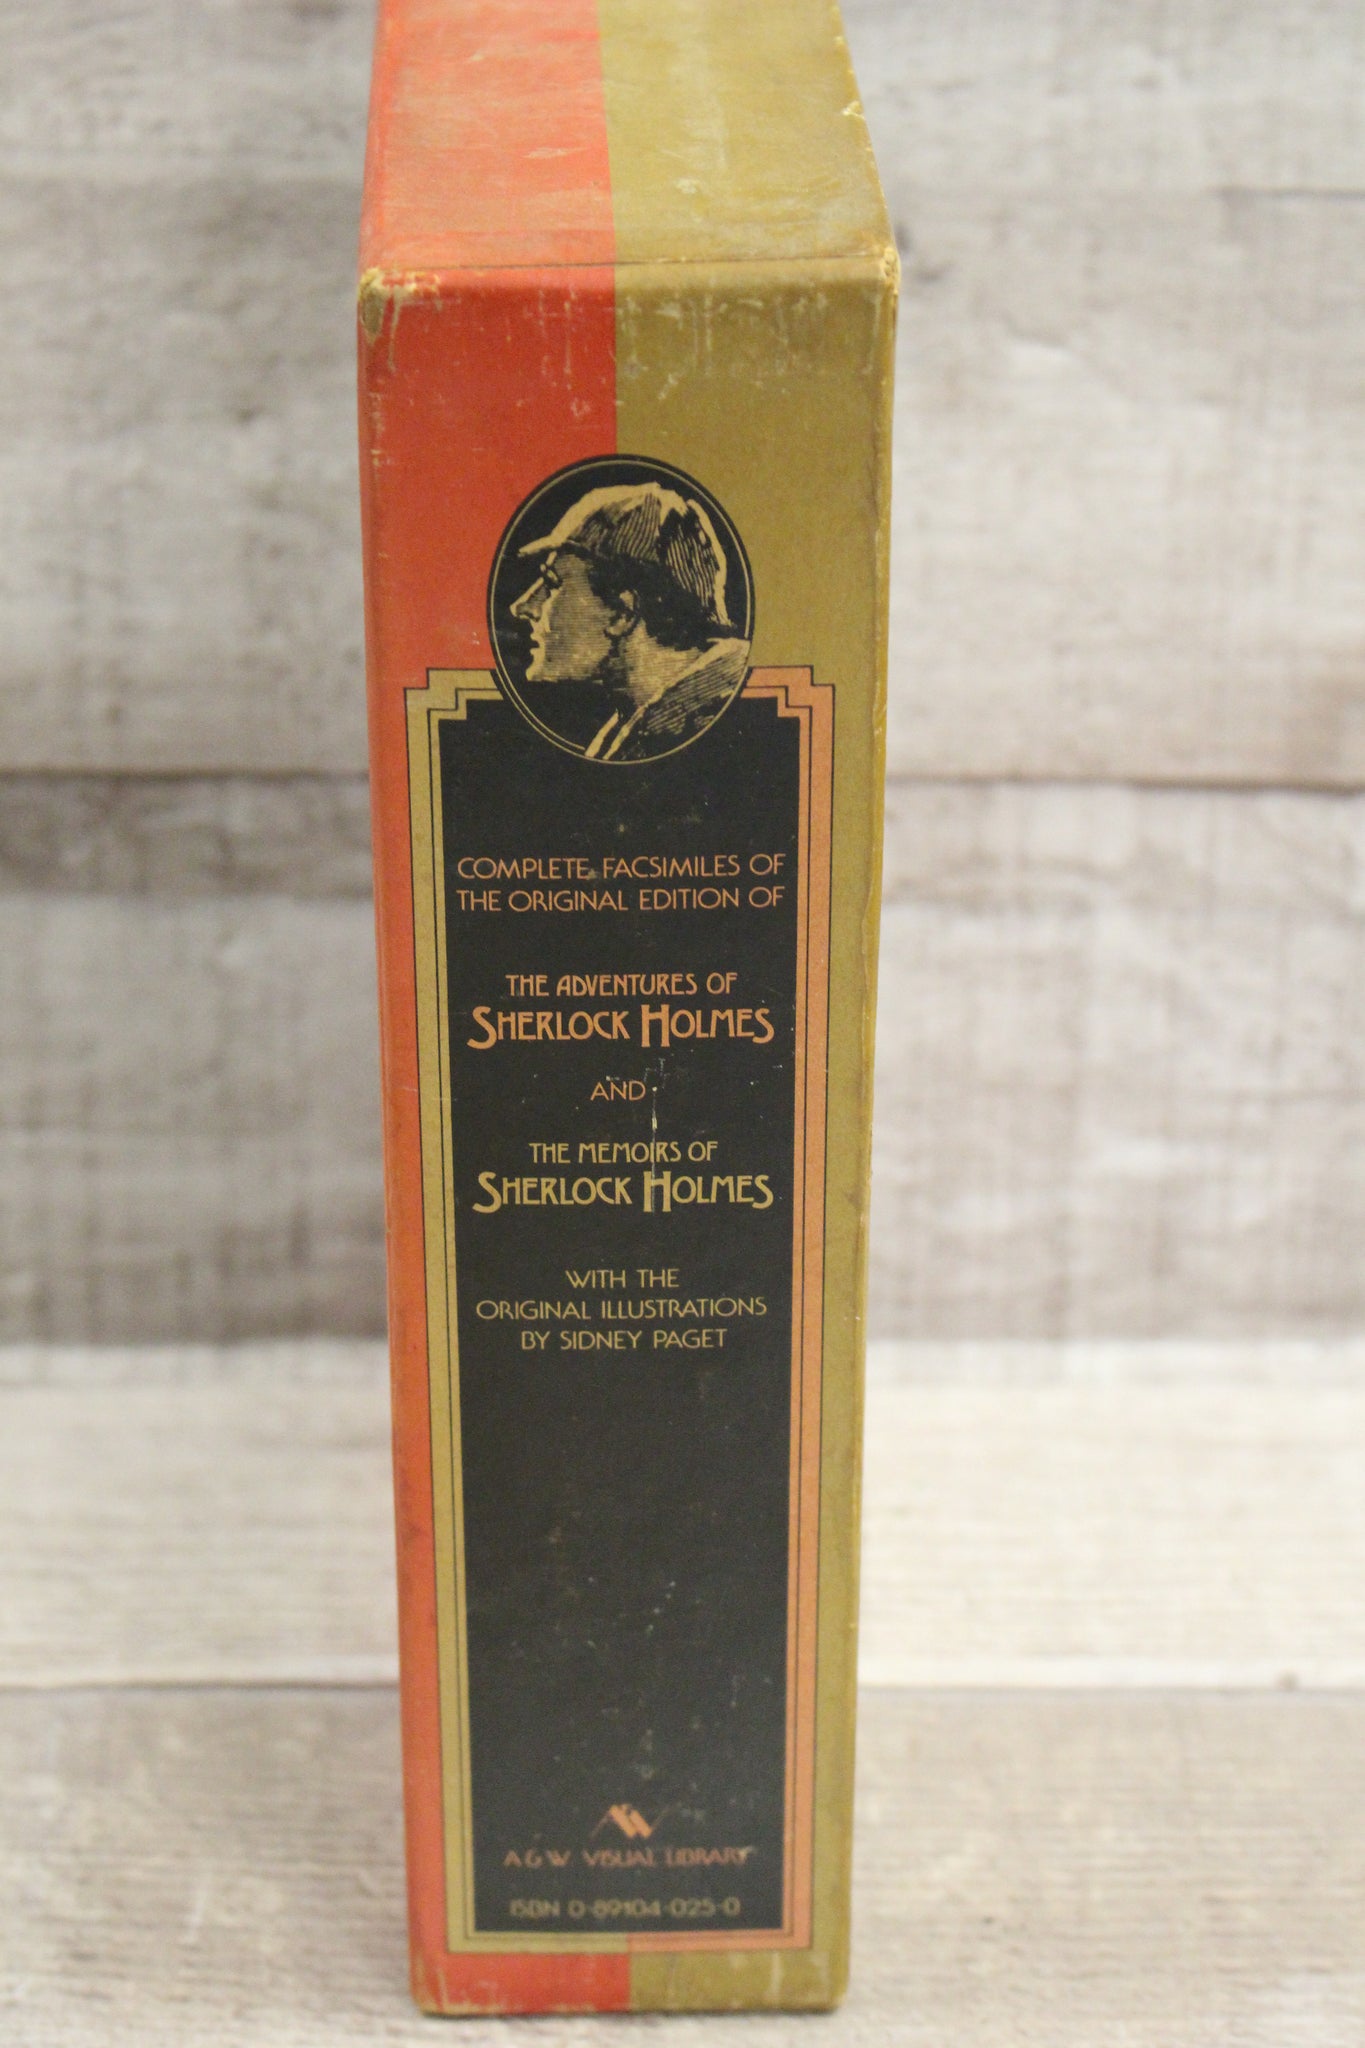 COMPLETE FACSIMILES OF
THE ORIGINAL EDITION OF
THE ADVENTURES OF
SHERLOCK HOLMES
AND
THE MEMOIRS OF
SHERLOCK HOLMES
WITH THE
ORIGINAL ILLUSTRATIONS
BY SIDNEY PAGET
A & W VISUAL LIBRARY
ISBN 0-89104-025-0